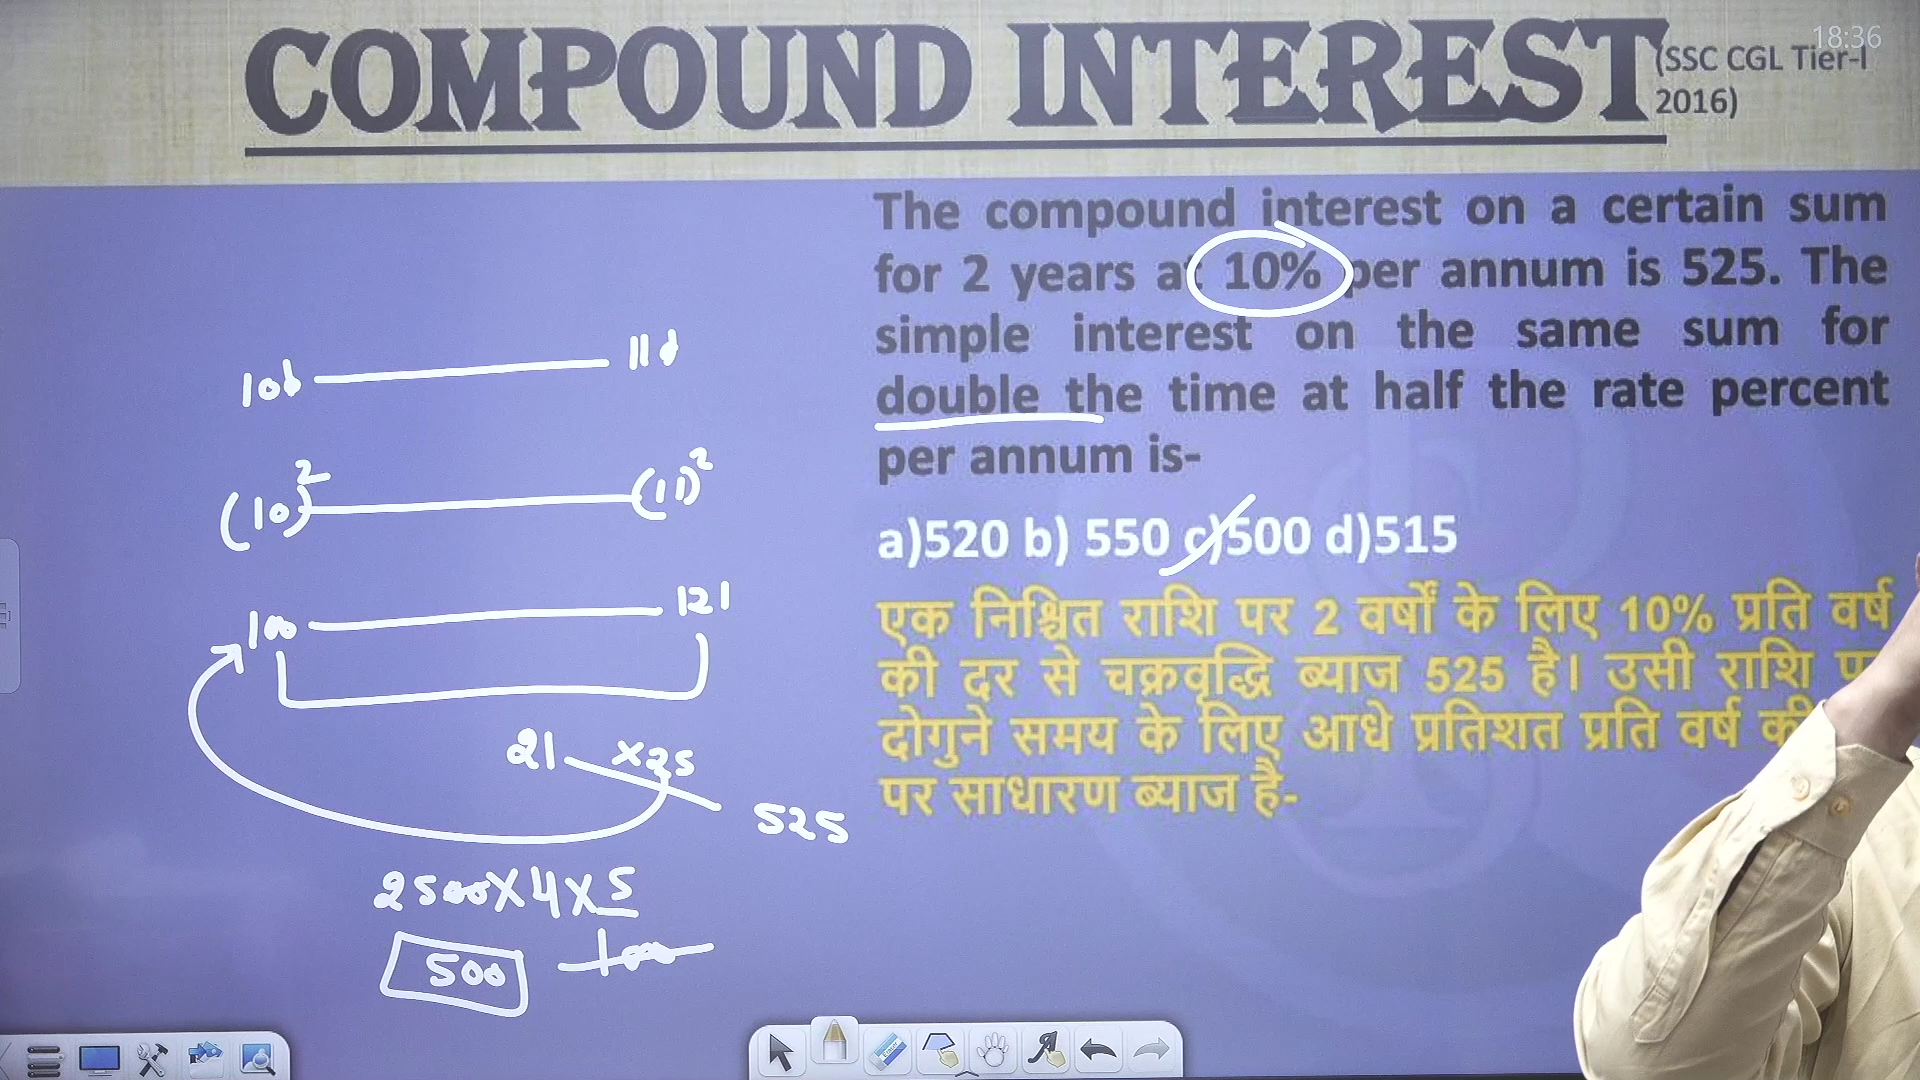 COMPOUND INTEREST
18:36
(SSC CGL Tier-I
2016)
The compound interest on a certain sum
for 2 years at 10% per annum is 525. The
simple interest on the same sum for
double the time at half the rate percent
per annum is-
a)520 b) 550 c)500 d)515
एक निश्चित राशि पर 2 वर्षों के लिए 10% प्रति वर्ष
की दर से चक्रवृद्धि ब्याज 525 है। उसी राशि
दोगुने समय के लिए आधे प्रतिशत प्रति वर्ष
पर साधारण ब्याज है-
100 110
(10)² (11)²
100 121
21 ×25
525
2500×4×5
100
500